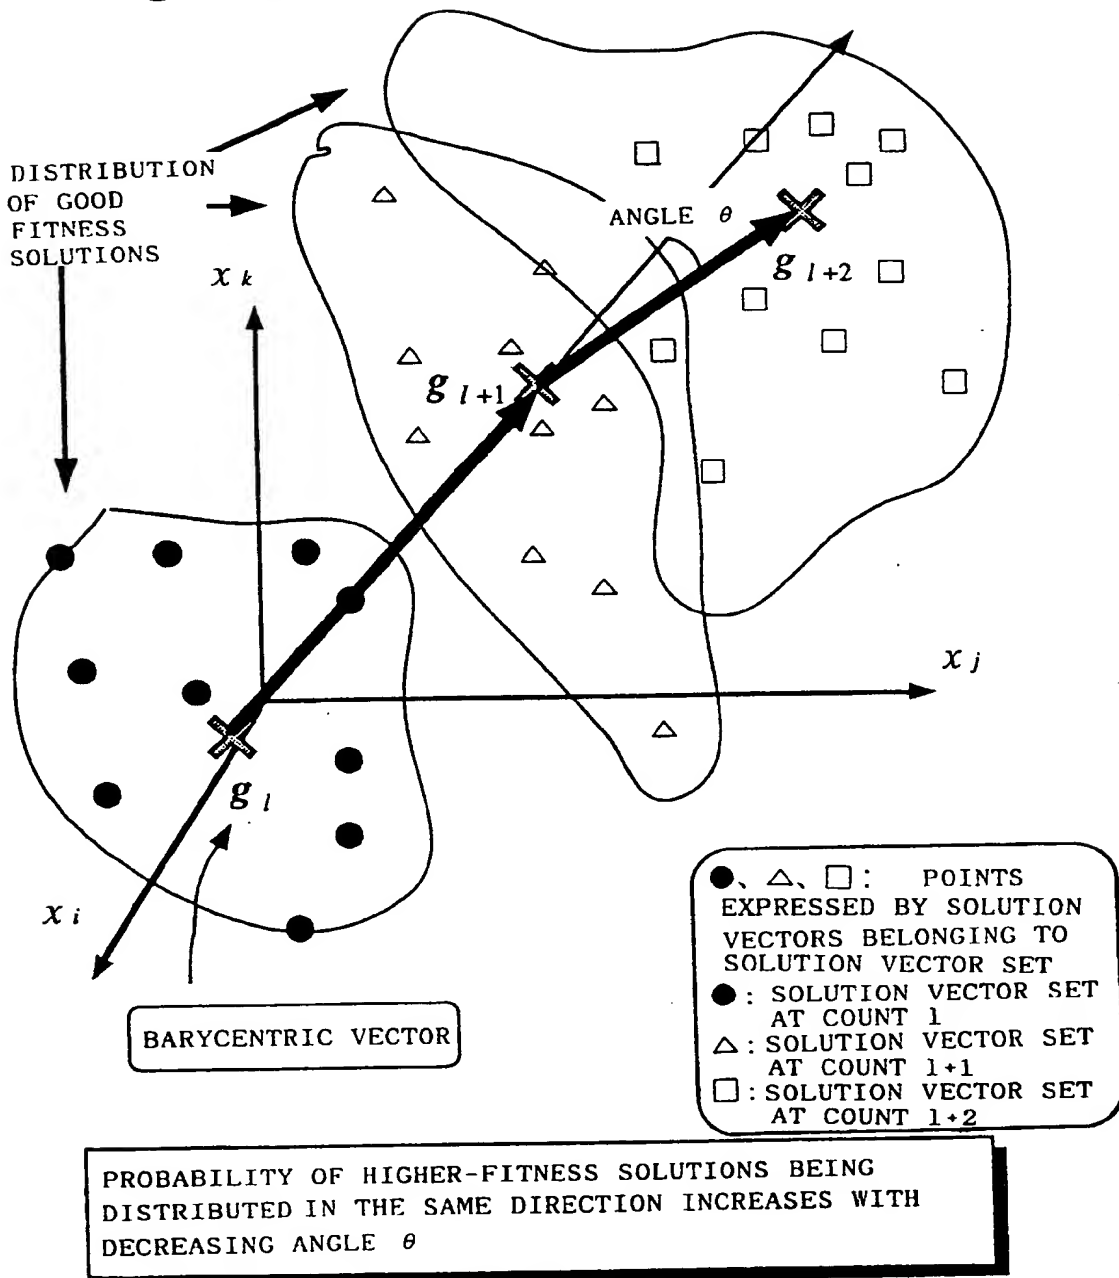 DISTRIBUTION
OF GOOD
FITNESS
SOLUTIONS
ANGLE θ
x k
g l+2
g l+1
x j
g l
x i
BARYCENTRIC VECTOR
●、△、□: POINTS
EXPRESSED BY SOLUTION
VECTORS BELONGING TO
SOLUTION VECTOR SET
●: SOLUTION VECTOR SET
AT COUNT l
△: SOLUTION VECTOR SET
AT COUNT l+1
□: SOLUTION VECTOR SET
AT COUNT l+2
PROBABILITY OF HIGHER-FITNESS SOLUTIONS BEING
DISTRIBUTED IN THE SAME DIRECTION INCREASES WITH
DECREASING ANGLE θ